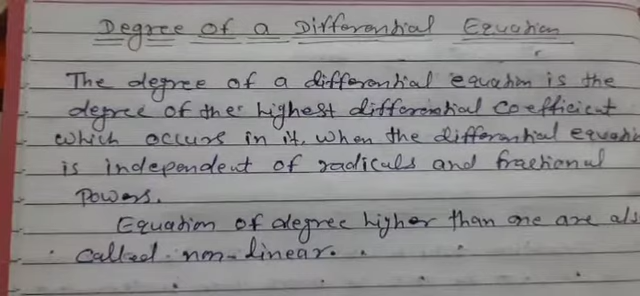 Degree of a Differential Equation
The degree of a differential equation is the
degree of the highest differential coefficient
which occurs in it, when the differential equatio
is independent of radicals and fractional
Powers.
Equation of degree higher than one are als
called non-linear.